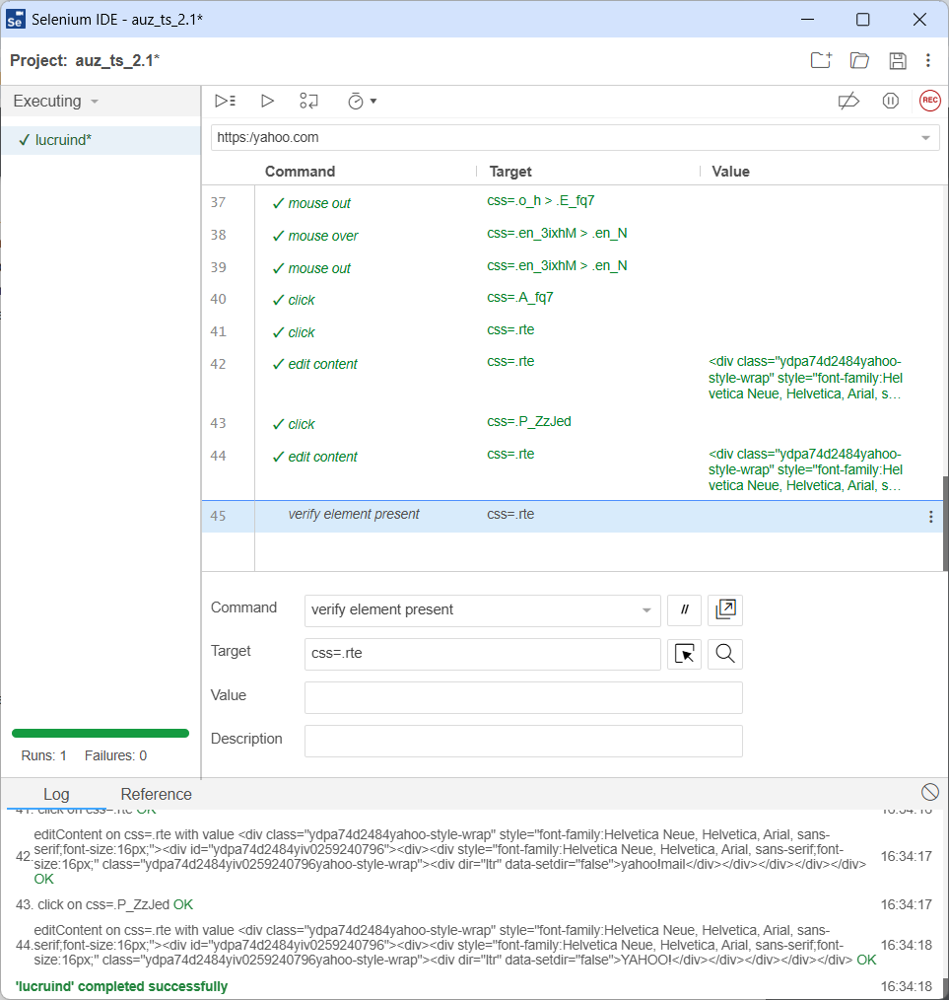 Selenium IDE - auz_ts_2.1*
Project: auz_ts_2.1*
Executing
✓ lucruind*
REC
https:/yahoo.com
Command Target Value
37 ✓ mouse out css=.o_h > .E_fq7
38 ✓ mouse over css=.en_3ixhM > .en_N
39 ✓ mouse out css=.en_3ixhM > .en_N
40 ✓ click css=.A_fq7
41 ✓ click css=.rte
42 ✓ edit content css=.rte <div class="ydpa74d2484yahoo-
style-wrap" style="font-family:Hel
vetica Neue, Helvetica, Arial, s...
43 ✓ click css=.P_ZzJed
44 ✓ edit content css=.rte <div class="ydpa74d2484yahoo-
style-wrap" style="font-family:Hel
vetica Neue, Helvetica, Arial, s...
45 verify element present css=.rte
Command verify element present //
Target css=.rte
Value
Description
Runs: 1 Failures: 0
Log Reference
41. click on css=.rte OK 16:34:16
editContent on css=.rte with value <div class="ydpa74d2484yahoo-style-wrap" style="font-family:Helvetica Neue, Helvetica, Arial, sans-
42. serif;font-size:16px;"><div id="ydpa74d2484yiv0259240796"><div><div style="font-family:Helvetica Neue, Helvetica, Arial, sans-serif;font- 16:34:17
size:16px;" class="ydpa74d2484yiv0259240796yahoo-style-wrap"><div dir="ltr" data-setdir="false">yahoo!mail</div></div></div></div></div>
OK
43. click on css=.P_ZzJed OK 16:34:17
editContent on css=.rte with value <div class="ydpa74d2484yahoo-style-wrap" style="font-family:Helvetica Neue, Helvetica, Arial, sans-
44. serif;font-size:16px;"><div id="ydpa74d2484yiv0259240796"><div><div style="font-family:Helvetica Neue, Helvetica, Arial, sans-serif;font- 16:34:18
size:16px;" class="ydpa74d2484yiv0259240796yahoo-style-wrap"><div dir="ltr" data-setdir="false">YAHOO!</div></div></div></div></div> OK
'lucruind' completed successfully 16:34:18